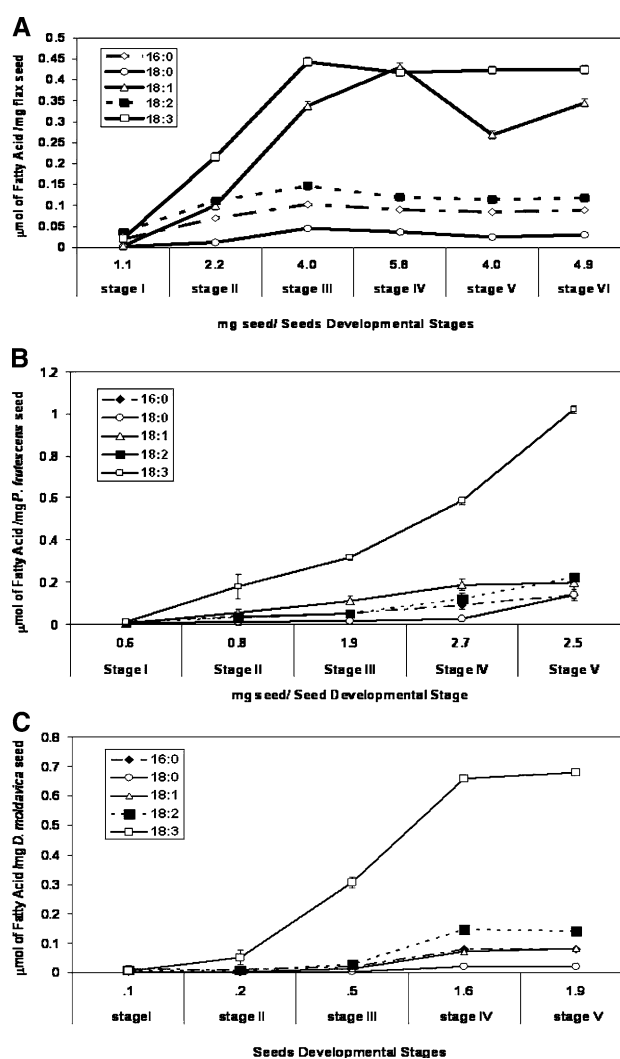 A
0.5
0.45
0.4
0.35
0.3
0.25
0.2
0.15
0.1
0.05
0
µmol of Fatty Acid /mg flax seed
16:0
18:0
18:1
18:2
18:3
1.1 2.2 4.0 5.8 4.0 4.9
stage I stage II stage III stage IV stage V stage VI
mg seed/ Seeds Developmental Stages
B
1.2
1
0.8
0.6
0.4
0.2
0
µmol of Fatty Acid /mg P. frutescens seed
16:0
18:0
18:1
18:2
18:3
0.6 0.8 1.9 2.7 2.5
Stage I Stage II Stage III Stage IV Stage V
mg seed/ Seed Developmental Stage
C
0.8
0.7
0.6
0.5
0.4
0.3
0.2
0.1
0
µmol of Fatty Acid /mg D. moldavica seed
16:0
18:0
18:1
18:2
18:3
.1 .2 .5 1.6 1.9
stageI stage II stage III stage IV stage V
Seeds Developmental Stages